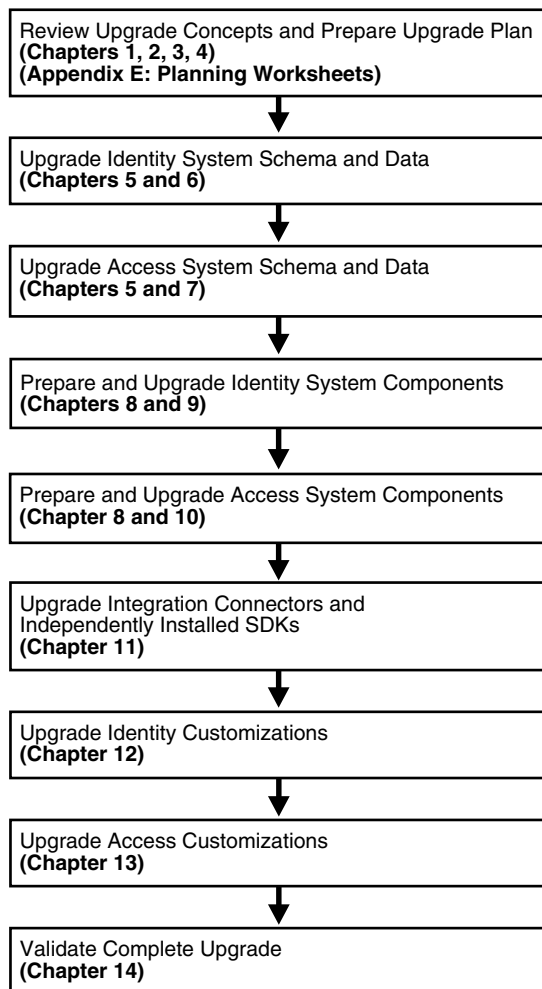 Review Upgrade Concepts and Prepare Upgrade Plan
(Chapters 1, 2, 3, 4)
(Appendix E: Planning Worksheets)
Upgrade Identity System Schema and Data
(Chapters 5 and 6)
Upgrade Access System Schema and Data
(Chapters 5 and 7)
Prepare and Upgrade Identity System Components
(Chapters 8 and 9)
Prepare and Upgrade Access System Components
(Chapter 8 and 10)
Upgrade Integration Connectors and
Independently Installed SDKs
(Chapter 11)
Upgrade Identity Customizations
(Chapter 12)
Upgrade Access Customizations
(Chapter 13)
Validate Complete Upgrade
(Chapter 14)